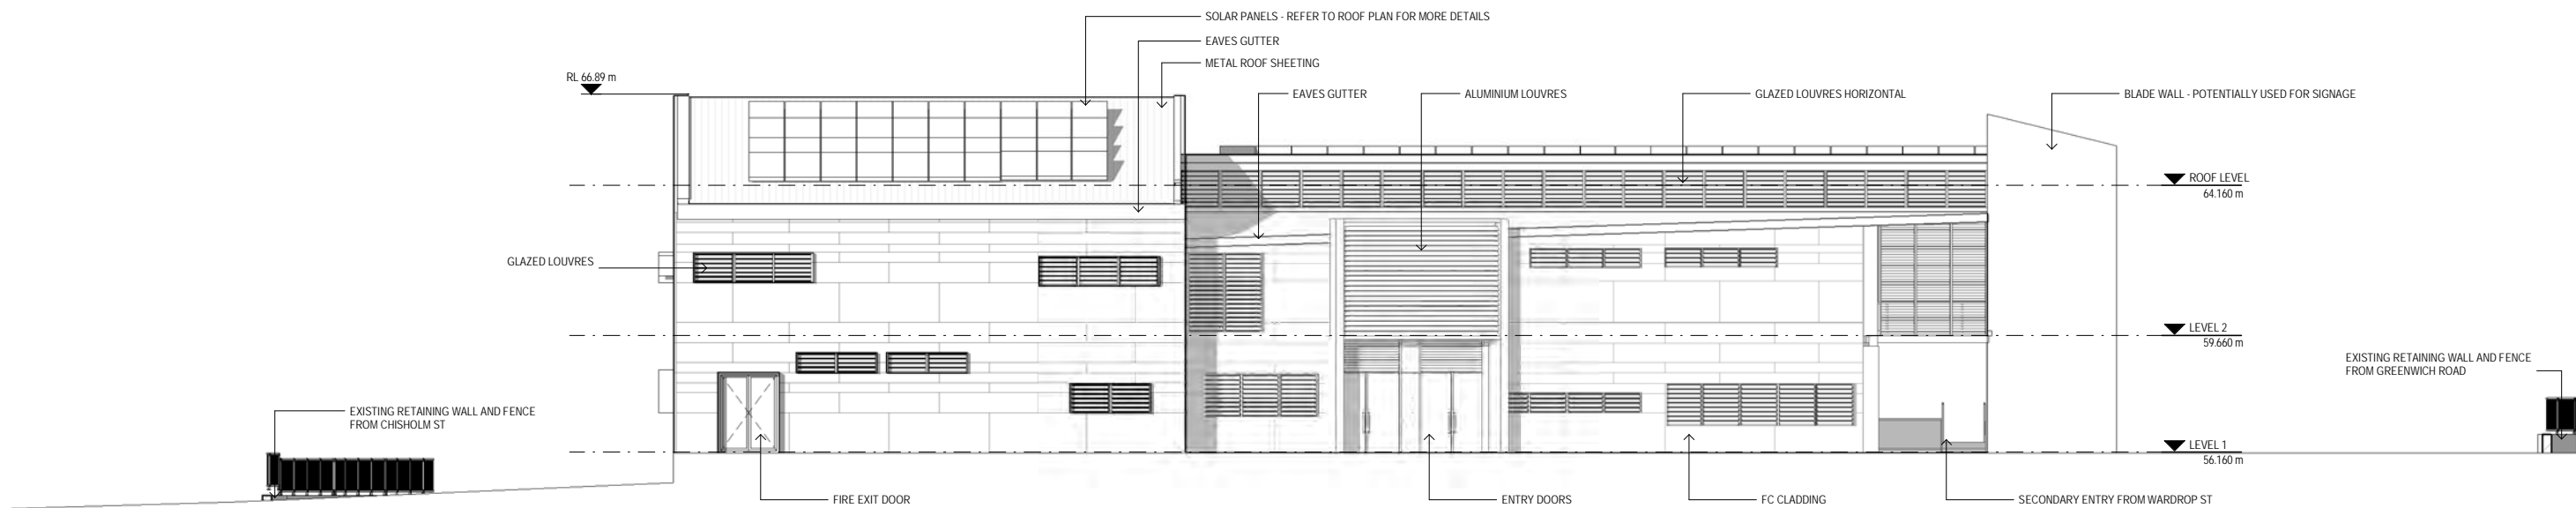 SOLAR PANELS - REFER TO ROOF PLAN FOR MORE DETAILS
EAVES GUTTER
METAL ROOF SHEETING
RL 66.89 m
EAVES GUTTER
ALUMINIUM LOUVRES
GLAZED LOUVRES HORIZONTAL
BLADE WALL - POTENTIALLY USED FOR SIGNAGE
ROOF LEVEL
64.160 m
GLAZED LOUVRES
LEVEL 2
59.660 m
EXISTING RETAINING WALL AND FENCE
FROM GREENWICH ROAD
EXISTING RETAINING WALL AND FENCE
FROM CHISHOLM ST
LEVEL 1
56.160 m
FIRE EXIT DOOR
ENTRY DOORS
FC CLADDING
SECONDARY ENTRY FROM WARDROP ST